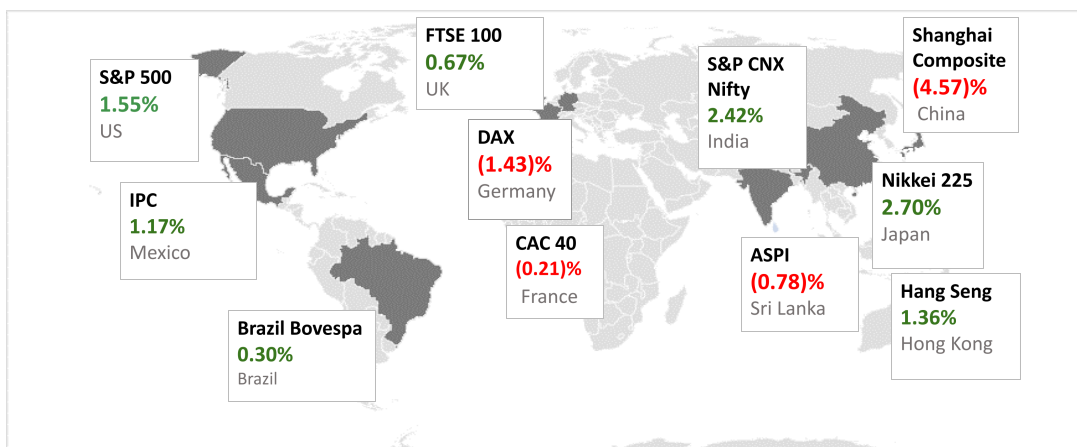 S&P 500
1.55%
US
FTSE 100
0.67%
UK
S&P CNX
Nifty
2.42%
India
Shanghai
Composite
(4.57)%
China
DAX
(1.43)%
Germany
IPC
1.17%
Mexico
Nikkei 225
2.70%
Japan
CAC 40
(0.21)%
France
ASPI
(0.78)%
Sri Lanka
Hang Seng
1.36%
Hong Kong
Brazil Bovespa
0.30%
Brazil